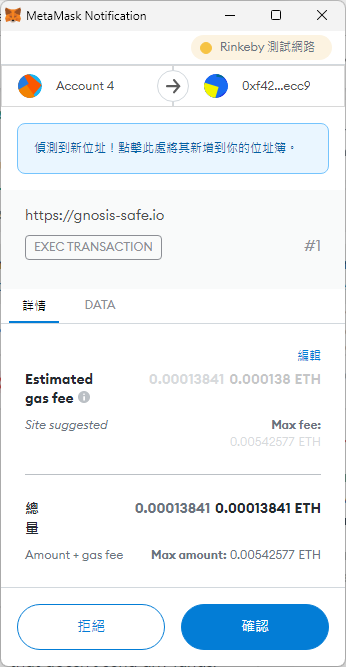 MetaMask Notification
Rinkeby 測試網路
Account 4
0xf42...ecc9
偵測到新位址！點擊此處將其新增到你的位址簿。
https://gnosis-safe.io
EXEC TRANSACTION
#1
詳情
DATA
編輯
Estimated gas fee
0.00013841 0.000138 ETH
Site suggested
Max fee:
0.00542577 ETH
總量
0.00013841 0.00013841 ETH
Amount + gas fee
Max amount: 0.00542577 ETH
拒絕
確認